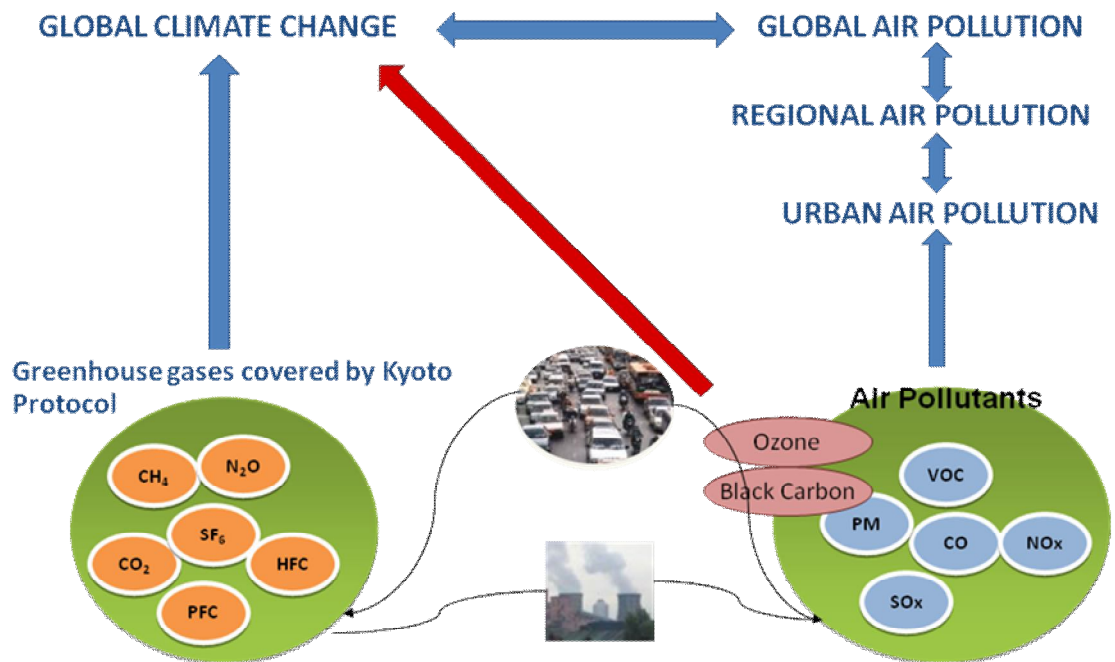 GLOBAL CLIMATE CHANGE
GLOBAL AIR POLLUTION
REGIONAL AIR POLLUTION
URBAN AIR POLLUTION
Greenhouse gases covered by Kyoto
Protocol
Air Pollutants
Ozone
Black Carbon
CH₄
N₂O
SF₆
CO₂
HFC
PFC
VOC
PM
CO
NOx
SOx